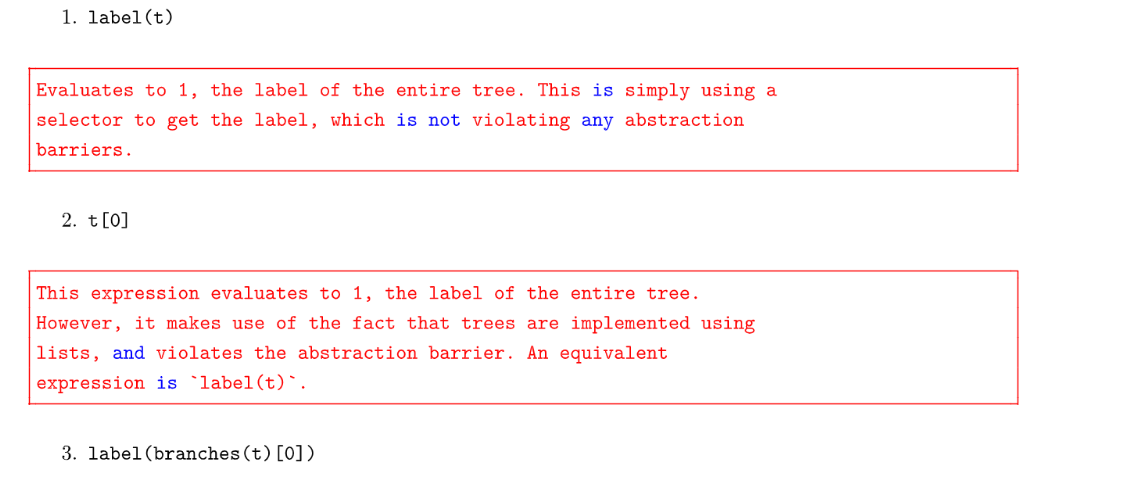 1. label(t)
Evaluates to 1, the label of the entire tree. This is simply using a
selector to get the label, which is not violating any abstraction
barriers.
2. t[0]
This expression evaluates to 1, the label of the entire tree.
However, it makes use of the fact that trees are implemented using
lists, and violates the abstraction barrier. An equivalent
expression is `label(t)`.
3. label(branches(t)[0])